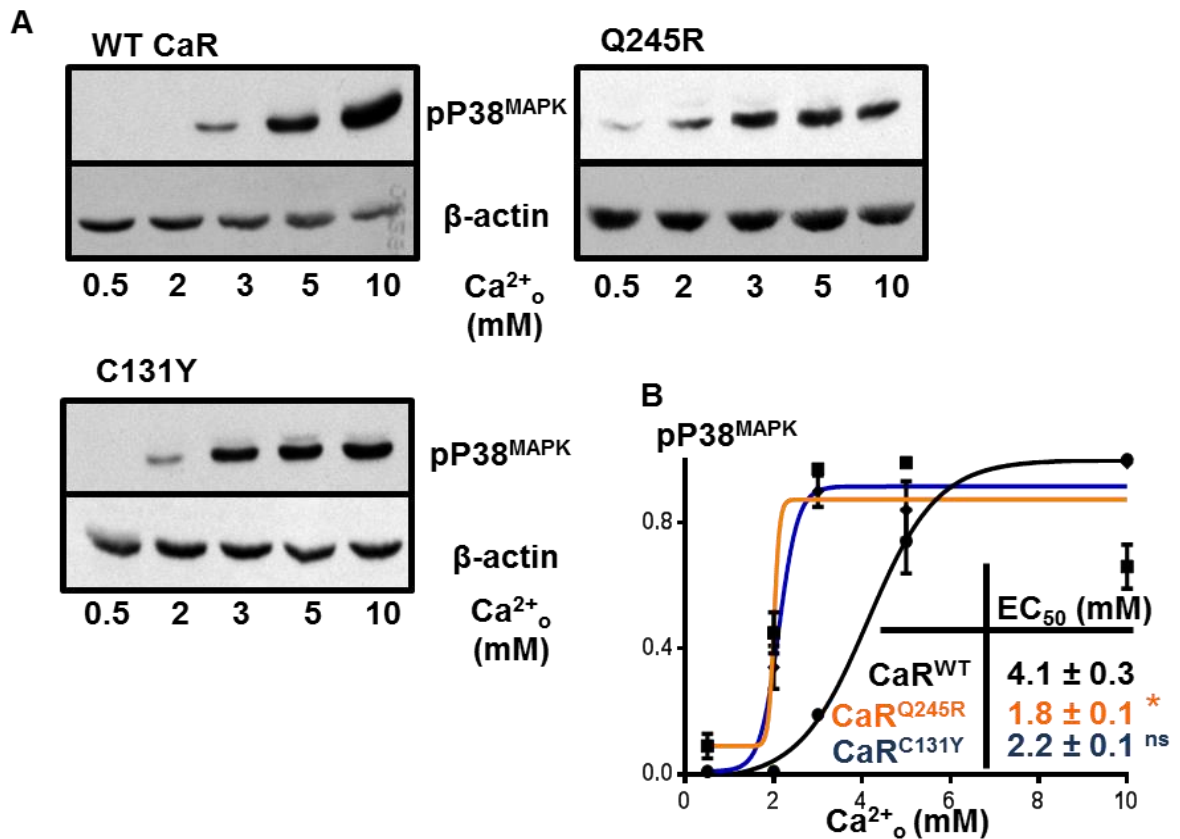 A
WT CaR
Q245R
pP38MAPK
β-actin
0.5 2 3 5 10
Ca2+o
(mM)
0.5 2 3 5 10
C131Y
pP38MAPK
β-actin
0.5 2 3 5 10
Ca2+o
(mM)
B
pP38MAPK
0.8
0.4
0.0
0 2 4 6 8 10
Ca2+o (mM)
EC50 (mM)
CaRWT 4.1 ± 0.3
CaRQ245R 1.8 ± 0.1 *
CaRC131Y 2.2 ± 0.1 ns